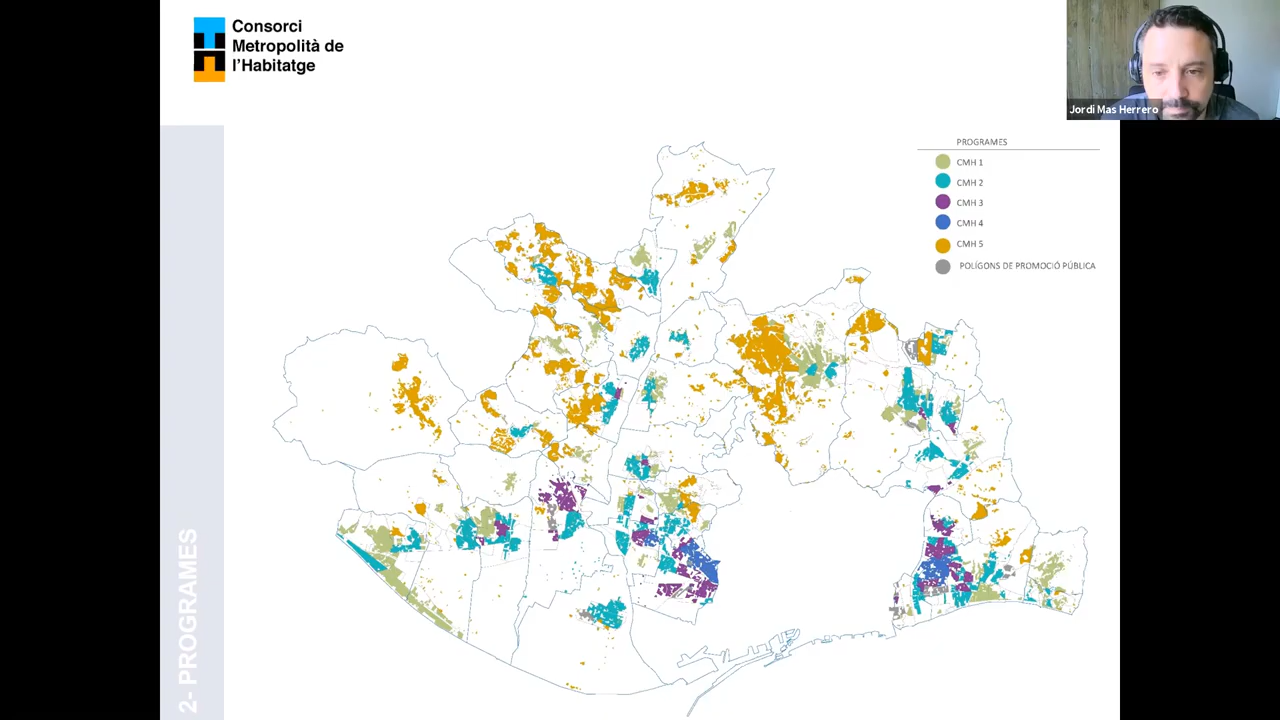 Consorci
Metropolità de
l'Habitatge
Jordi Mas Herrero
PROGRAMES
CMH 1
CMH 2
CMH 3
CMH 4
CMH 5
POLÍGONS DE PROMOCIÓ PÚBLICA
2- PROGRAMES